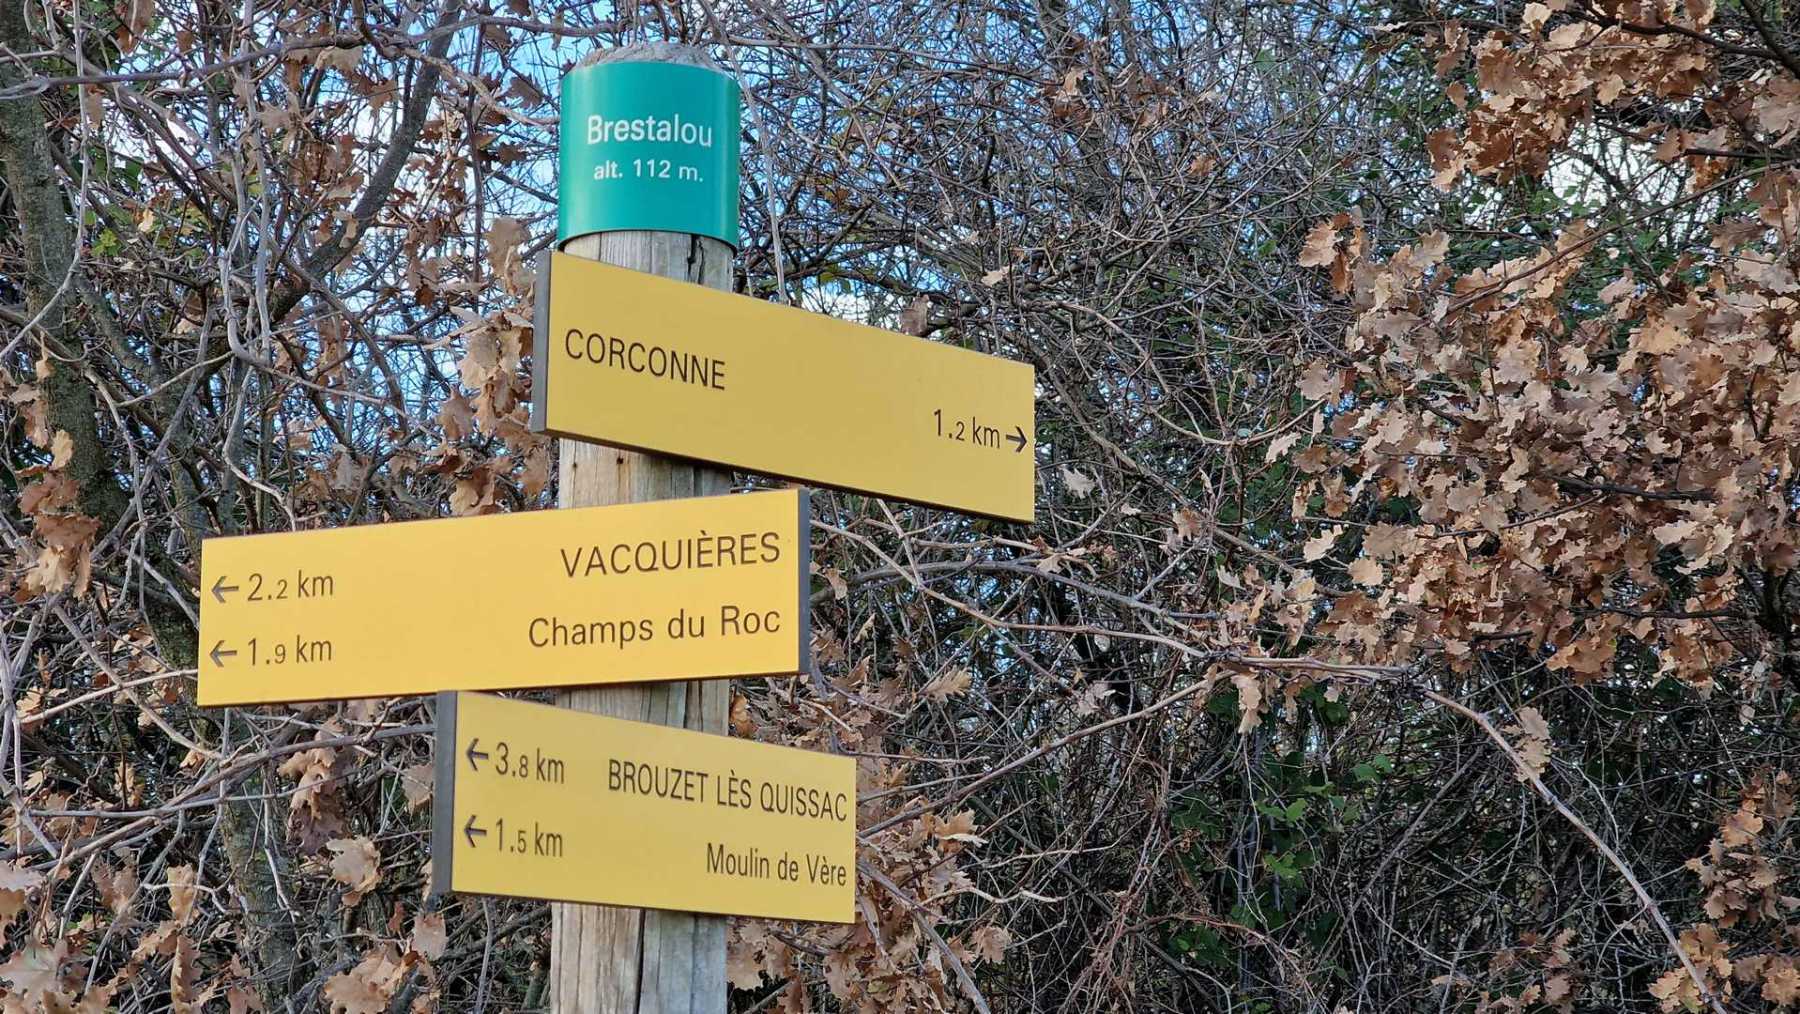 Brestalou
alt. 112 m.
CORCONNE
1.2 km →
← 2.2 km VACQUIÈRES
← 1.9 km Champs du Roc
← 3.8 km BROUZET LÈS QUISSAC
← 1.5 km Moulin de Vère